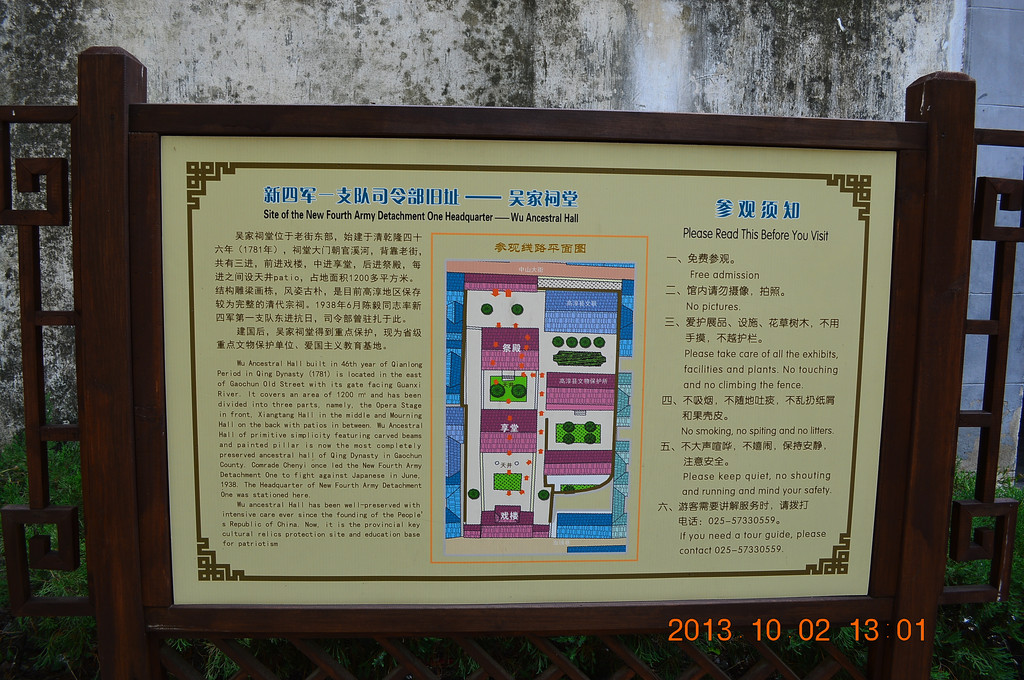 新四军一支队司令部旧址 —— 吴家祠堂
Site of the New Fourth Army Detachment One Headquarter —— Wu Ancestral Hall
吴家祠堂位于老街东部，始建于清乾隆四十
六年（1781年），祠堂大门朝官溪河，背靠老街，
共有三进，前进戏楼，中进享堂，后进祭殿，每
进之间设天井patio，占地面积1200多平方米。
结构雕梁画栋，风姿古朴，是目前高淳地区保存
较为完整的清代宗祠。1938年6月陈毅同志率新
四军第一支队东进抗日，司令部曾驻扎于此。
建国后，吴家祠堂得到重点保护，现为省级
重点文物保护单位、爱国主义教育基地。
Wu Ancestral Hall built in 46th year of Qianlong
Period in Qing Dynasty (1781) is located in the east
of Gaochun Old Street with its gate facing Guanxi
River. It covers an area of 1200 ㎡ and has been
divided into three parts, namely, the Opera Stage
in front, Xiangtang Hall in the middle and Mourning
Hall on the back with patios in between. Wu Ancestral
Hall of primitive simplicity featuring carved beams
and painted pillar is now the most completely
preserved ancestral hall of Qing Dynasty in Gaochun
County. Comrade Chenyi once led the New Fourth Army
Detachment One to fight against Japanese in June,
1938. The Headquarter of New Fourth Army Detachment
One was stationed here.
Wu ancestral Hall has been well-preserved with
intensive care ever since the founding of the People'
s Republic of China. Now, it is the provincial key
cultural relics protection site and education base
for patriotism
参观线路平面图
中山大街
高淳县文联
祭殿
高淳县文物保护所
享堂
天井
戏楼
参观须知
Please Read This Before You Visit
一、免费参观。
Free admission
二、馆内请勿摄像，拍照。
No pictures.
三、爱护展品、设施、花草树木，不用
手摸，不越护栏。
Please take care of all the exhibits,
facilities and plants. No touching
and no climbing the fence.
四、不吸烟，不随地吐痰，不乱扔纸屑
和果壳皮。
No smoking, no spiting and no litters.
五、不大声喧哗，不嬉闹，保持安静，
注意安全。
Please keep quiet, no shouting
and running and mind your safety.
六、游客需要讲解服务时，请拨打
电话：025-57330559。
If you need a tour guide, please
contact 025-57330559.
2013 10 02 13 01